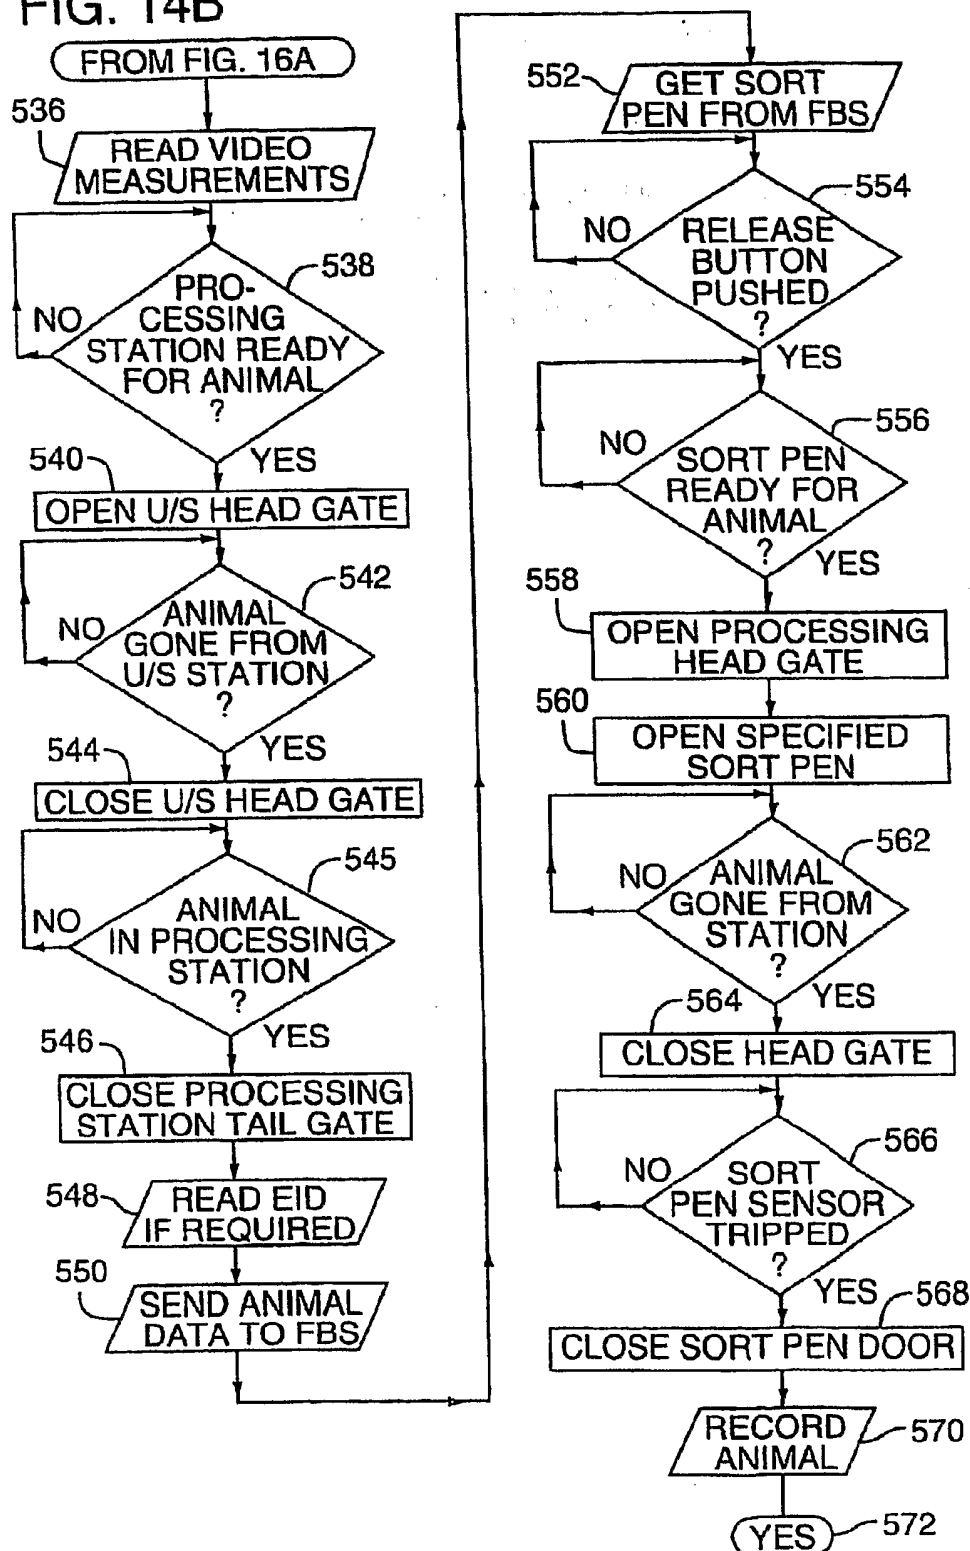 FIG. 14B
FROM FIG. 16A
536
READ VIDEO
MEASUREMENTS
538
PRO-
CESSING
STATION READY
FOR ANIMAL
?
NO
YES
540
OPEN U/S HEAD GATE
542
ANIMAL
GONE FROM
U/S STATION
?
NO
YES
544
CLOSE U/S HEAD GATE
545
ANIMAL
IN PROCESSING
STATION
?
NO
YES
546
CLOSE PROCESSING
STATION TAIL GATE
548
READ EID
IF REQUIRED
550
SEND ANIMAL
DATA TO FBS
552
GET SORT
PEN FROM FBS
554
RELEASE
BUTTON
PUSHED
?
NO
YES
556
SORT PEN
READY FOR
ANIMAL
?
NO
YES
558
OPEN PROCESSING
HEAD GATE
560
OPEN SPECIFIED
SORT PEN
562
ANIMAL
GONE FROM
STATION
?
NO
YES
564
CLOSE HEAD GATE
566
SORT
PEN SENSOR
TRIPPED
?
NO
YES
568
CLOSE SORT PEN DOOR
570
RECORD
ANIMAL
572
YES